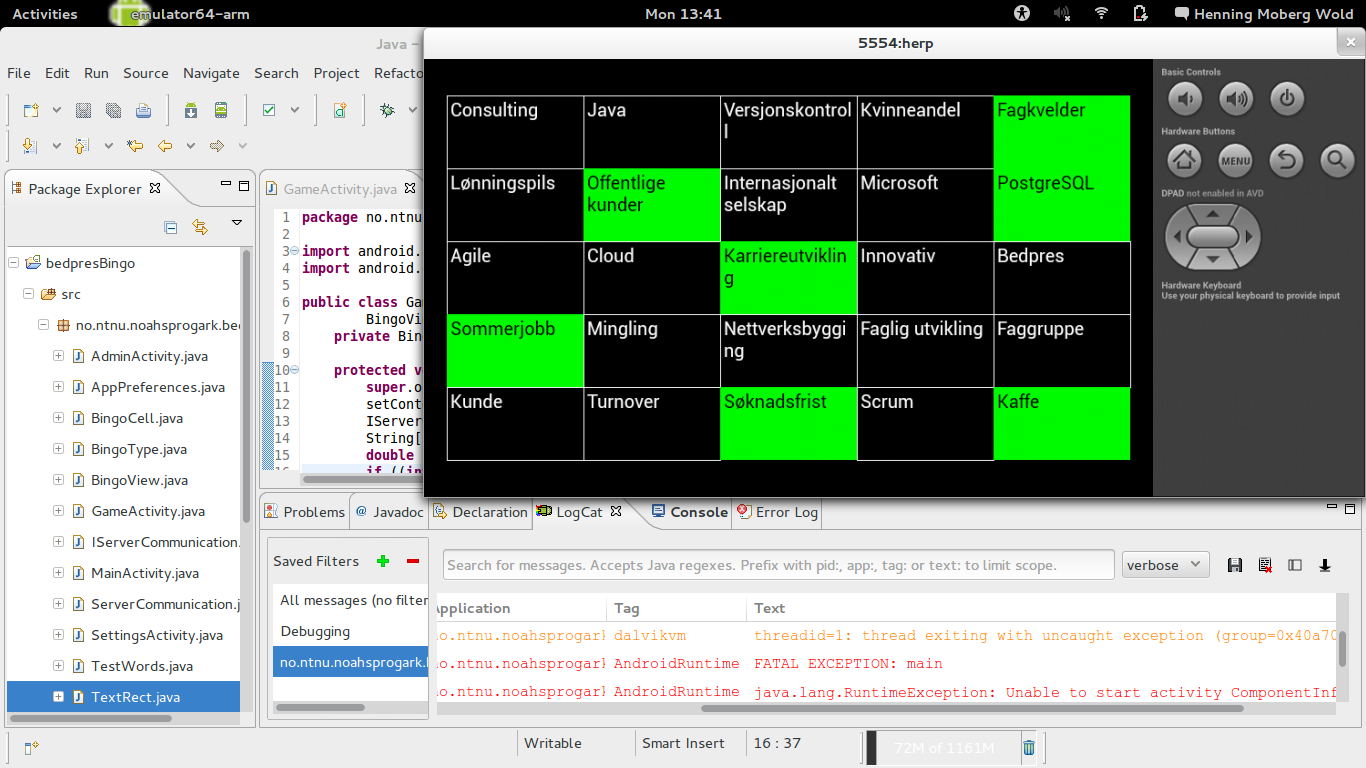 Activities
emulator64-arm
Mon 13:41
Henning Moberg Wold
Java -
5554:herp
File Edit Run Source Navigate Search Project Refacto
Basic Controls
Hardware Buttons
MENU
DPAD not enabled in AVD
Hardware Keyboard
Use your physical keyboard to provide input
Consulting
Java
Versjonskontrol
l
Kvinneandel
Fagkvelder
Lønningspils
Offentlige
kunder
Internasjonalt
selskap
Microsoft
PostgreSQL
Agile
Cloud
Karriereutviklin
g
Innovativ
Bedpres
Sommerjobb
Mingling
Nettverksbyggi
ng
Faglig utvikling
Faggruppe
Kunde
Turnover
Søknadsfrist
Scrum
Kaffe
Package Explorer
bedpresBingo
src
no.ntnu.noahsprogark.be
AdminActivity.java
AppPreferences.java
BingoCell.java
BingoType.java
BingoView.java
GameActivity.java
IServerCommunication.
MainActivity.java
ServerCommunication.j
SettingsActivity.java
TestWords.java
TextRect.java
GameActivity.java
1 package no.ntnu
2
3 import android.
4 import android.
5
6 public class Ga
7 BingoVi
8 private Bin
9
10 protected v
11 super.o
12 setCont
13 IServer
14 String[
15 double
16 if ((in
Problems
Javadoc
Declaration
LogCat
Console
Error Log
Saved Filters
All messages (no filter
Debugging
no.ntnu.noahsprogark.
Search for messages. Accepts Java regexes. Prefix with pid:, app:, tag: or text: to limit scope.
verbose
Application Tag Text
no.ntnu.noahsprogark dalvikvm threadid=1: thread exiting with uncaught exception (group=0x40a70
no.ntnu.noahsprogark AndroidRuntime FATAL EXCEPTION: main
no.ntnu.noahsprogark AndroidRuntime java.lang.RuntimeException: Unable to start activity ComponentInf
Writable
Smart Insert
16 : 37
72M of 1161M